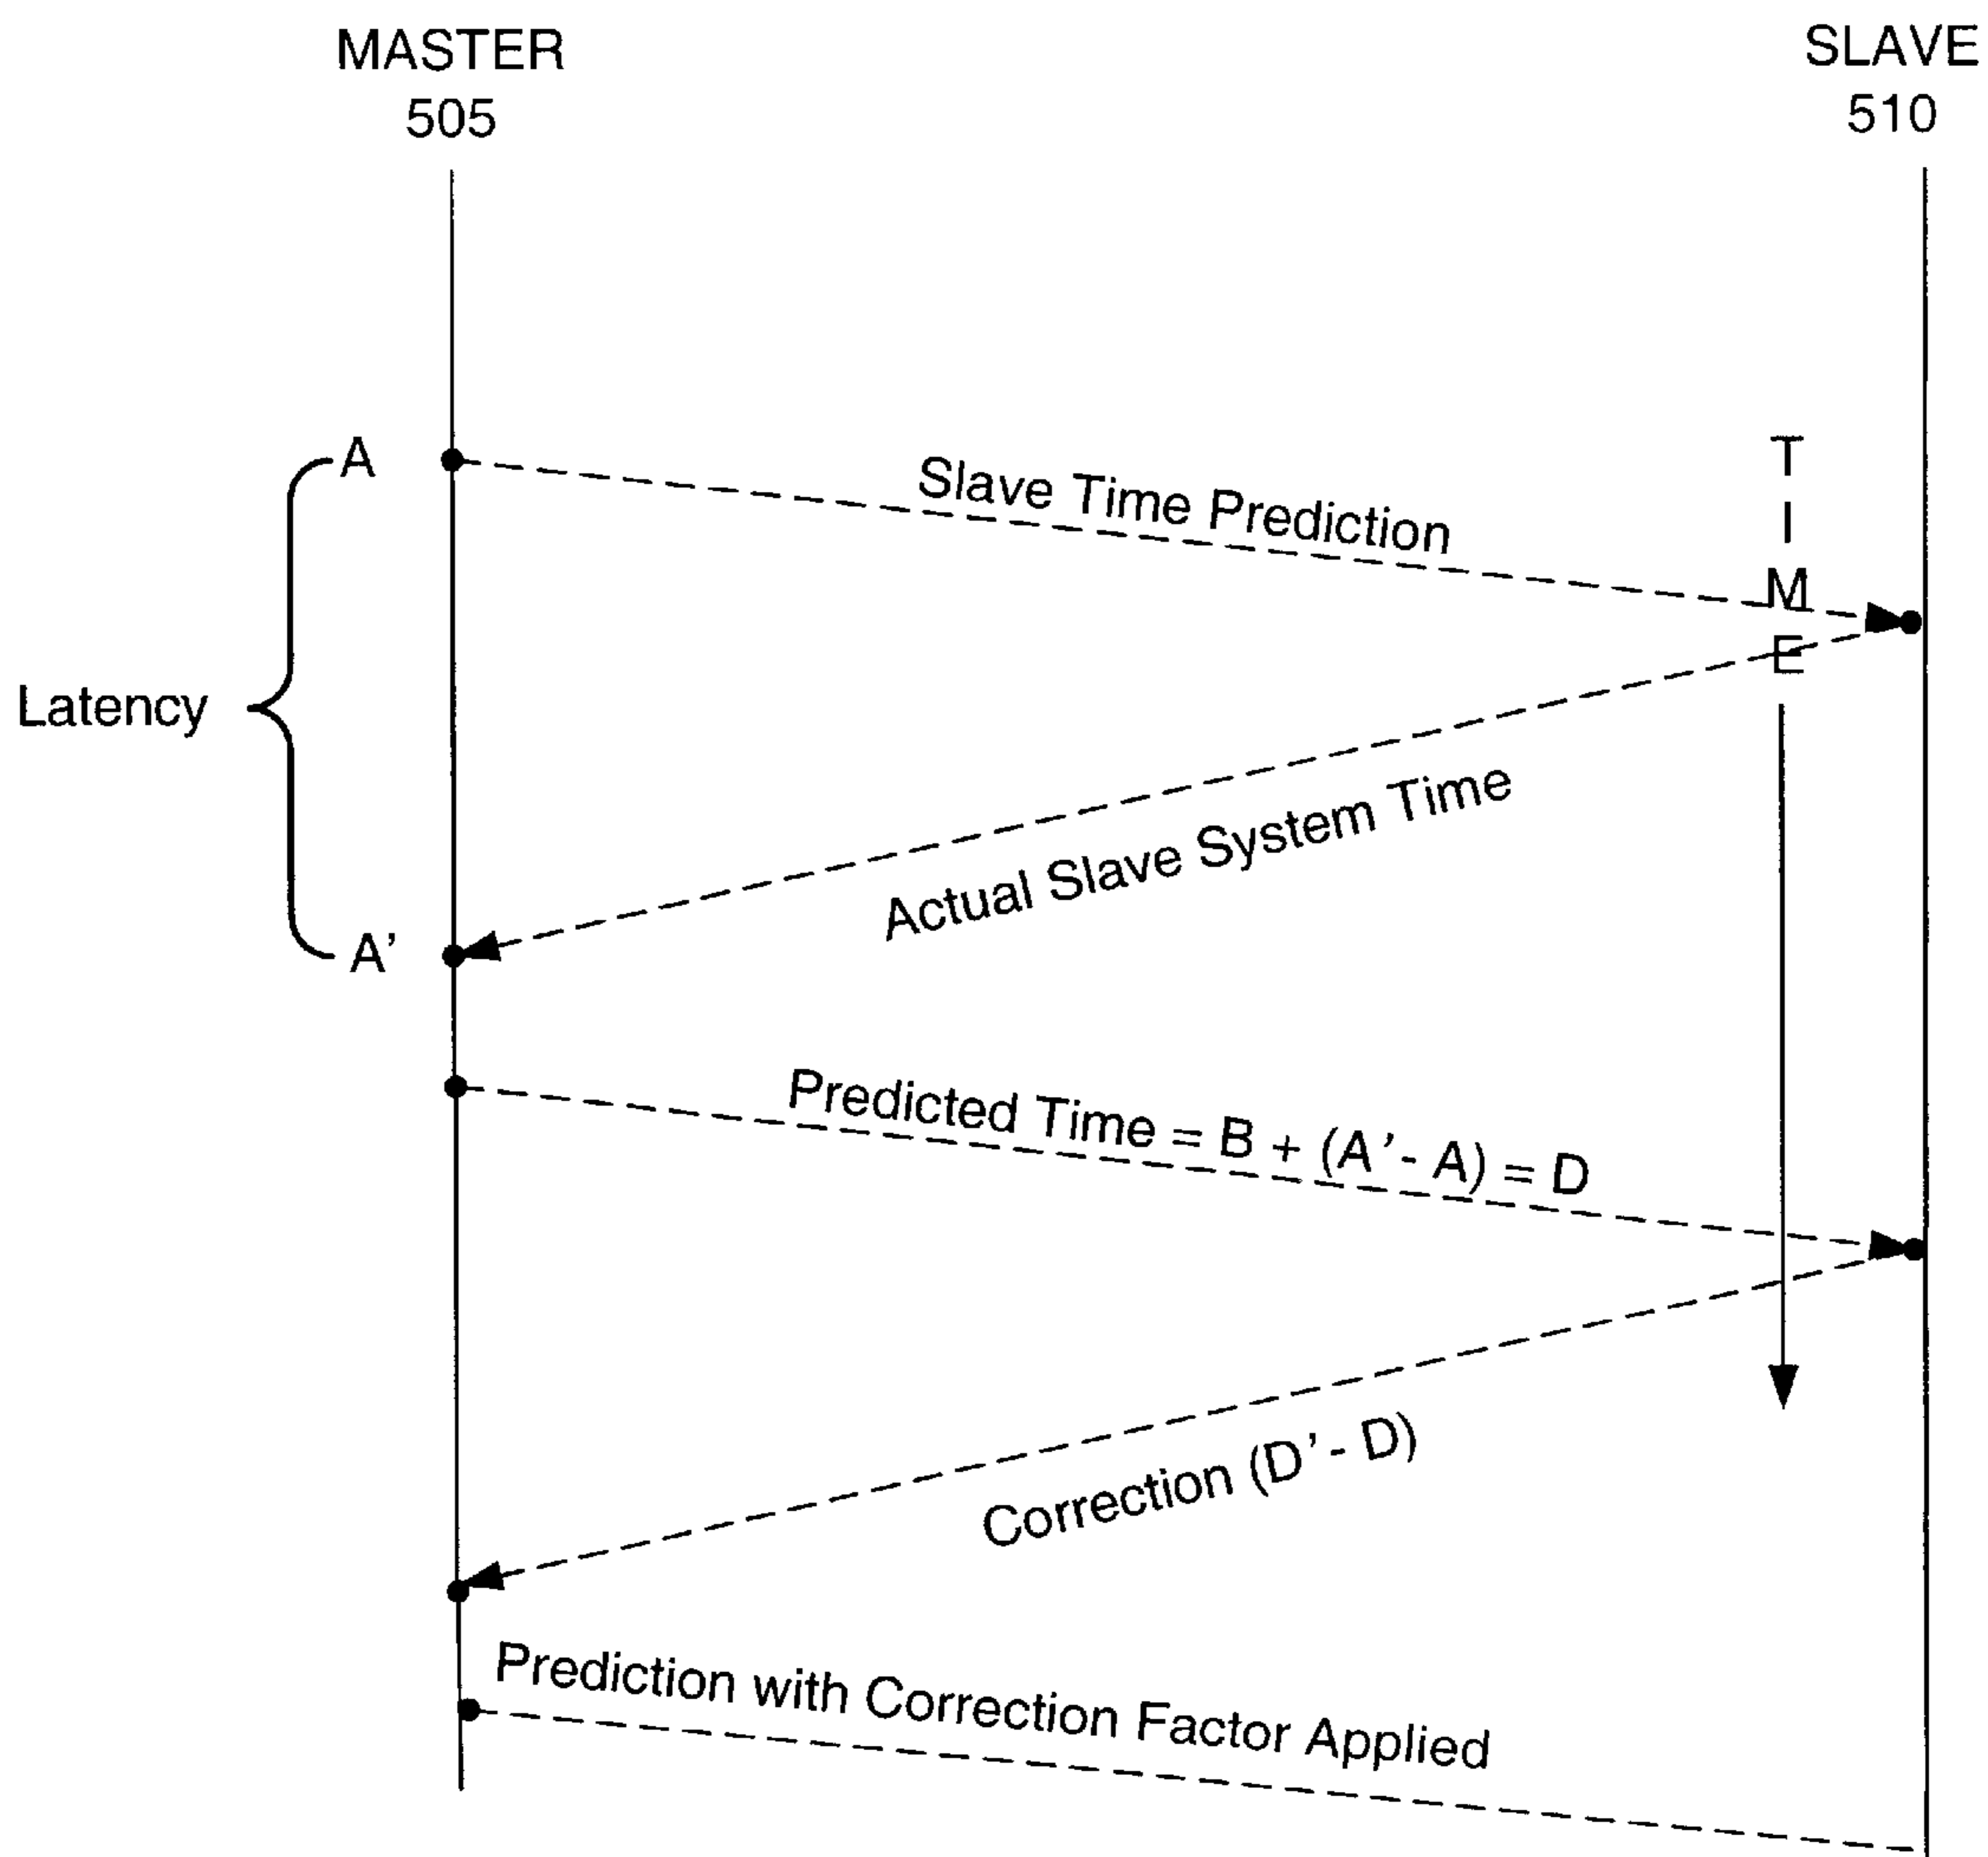 MASTER
505
SLAVE
510
A
Slave Time Prediction
TIME
Latency
Actual Slave System Time
A’
Predicted Time = B + (A’- A) = D
Correction (D’- D)
Prediction with Correction Factor Applied